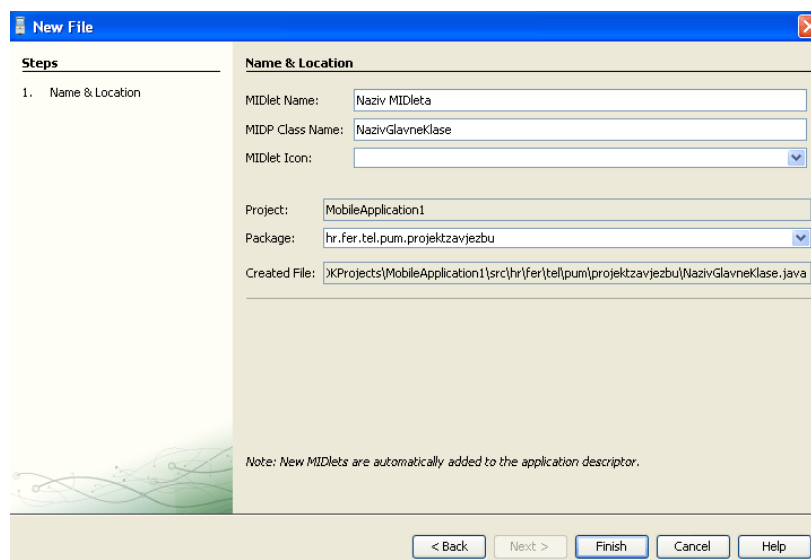 New File
Steps
1. Name & Location
Name & Location
MIDlet Name: Naziv MIDleta
MIDP Class Name: NazivGlavneKlase
MIDlet Icon:
Project: MobileApplication1
Package: hr.fer.tel.pum.projektzavjezbu
Created File: KProjects\MobileApplication1\src\hr\fer\tel\pum\projektzavjezbu\NazivGlavneKlase.java
Note: New MIDlets are automatically added to the application descriptor.
< Back Next > Finish Cancel Help